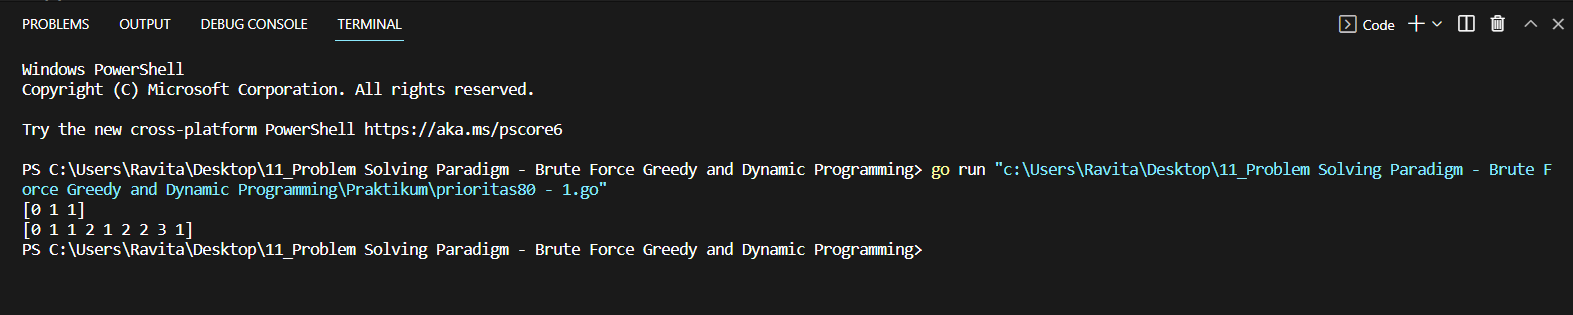 PROBLEMS OUTPUT DEBUG CONSOLE TERMINAL Code
Windows PowerShell
Copyright (C) Microsoft Corporation. All rights reserved.
Try the new cross-platform PowerShell https://aka.ms/pscore6
PS C:\Users\Ravita\Desktop\11_Problem Solving Paradigm - Brute Force Greedy and Dynamic Programming> go run "c:\Users\Ravita\Desktop\11_Problem Solving Paradigm - Brute F
orce Greedy and Dynamic Programming\Praktikum\prioritas80 - 1.go"
[0 1 1]
[0 1 1 2 1 2 2 3 1]
PS C:\Users\Ravita\Desktop\11_Problem Solving Paradigm - Brute Force Greedy and Dynamic Programming>